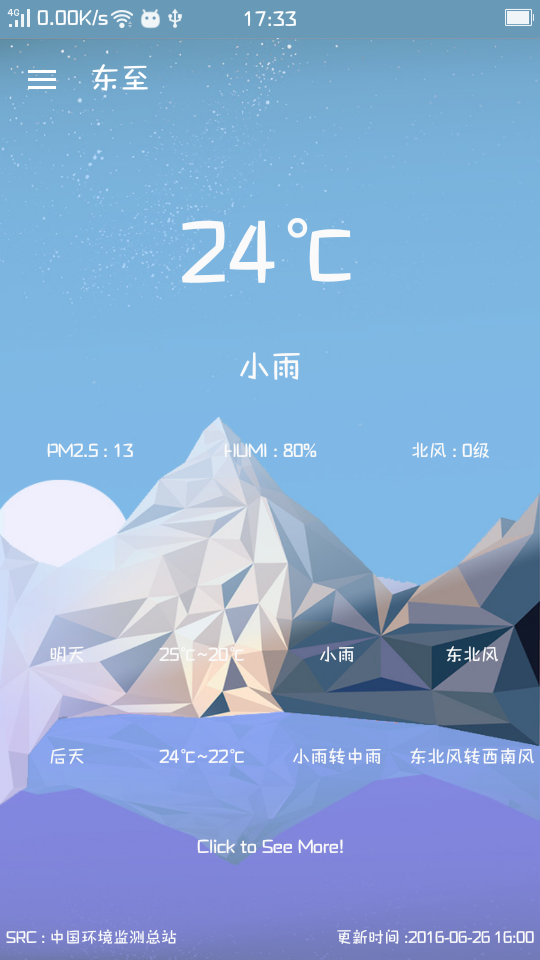 4G 0.00K/s 17:33
东至
24℃
小雨
PM2.5 : 13 HUMI : 80% 北风 : 0级
明天 25℃~20℃ 小雨 东北风
后天 24℃~22℃ 小雨转中雨 东北风转西南风
Click to See More!
SRC : 中国环境监测总站 更新时间 :2016-06-26 16:00